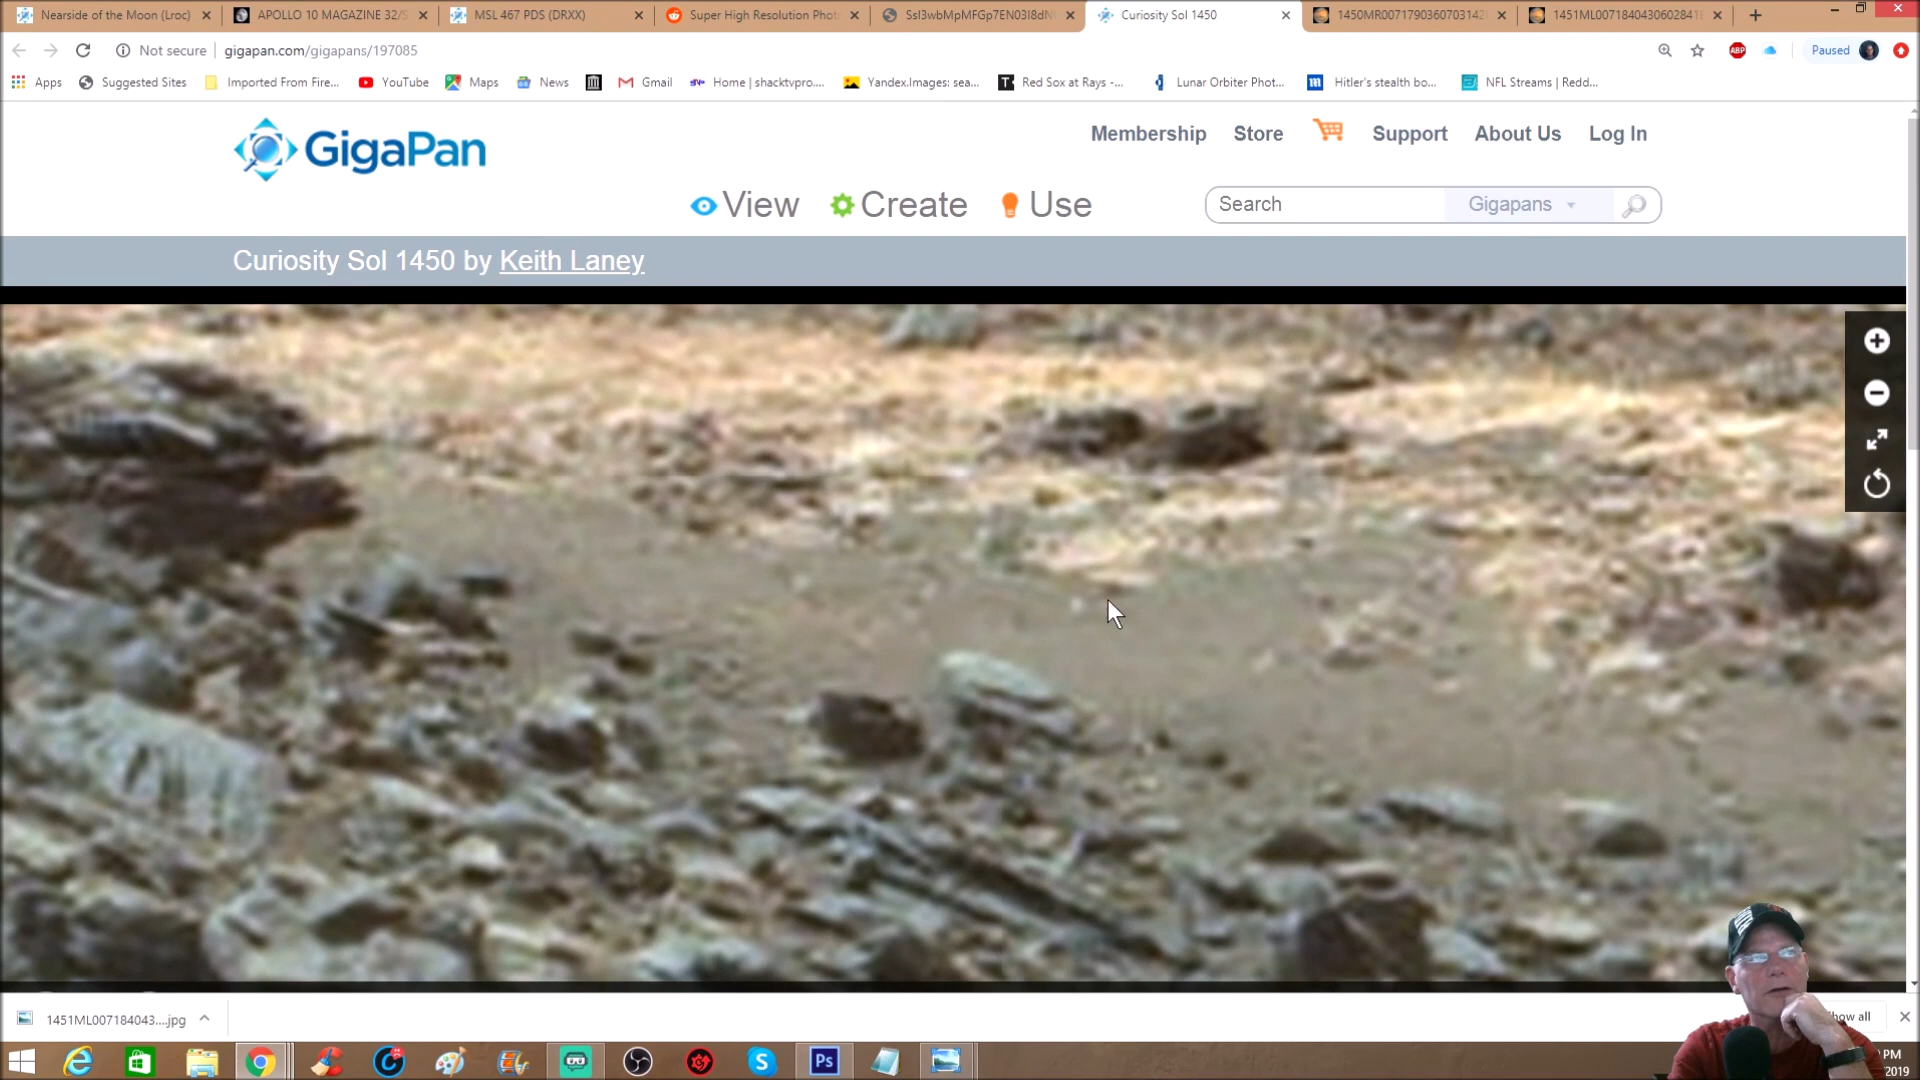 Nearside of the Moon (Lroc)
APOLLO 10 MAGAZINE 32/S
MSL 467 PDS (DRXX)
Super High Resolution Phot
Curiosity Sol 1450
Not secure
gigapan.com/gigapans/197085
ABP
Paused
Apps
Suggested Sites
Imported From Fire...
YouTube
Maps
News
Gmail
Home | shacktvpro....
Yandex.Images: sea...
Red Sox at Rays -...
Lunar Orbiter Phot...
Hitler's stealth bo...
NFL Streams | Redd...
GigaPan
Membership
Store
Support
About Us
Log In
View
Create
Use
Search
Gigapans
Curiosity Sol 1450 by Keith Laney
1451ML007184043....jpg
how all
Ps
PM
2019